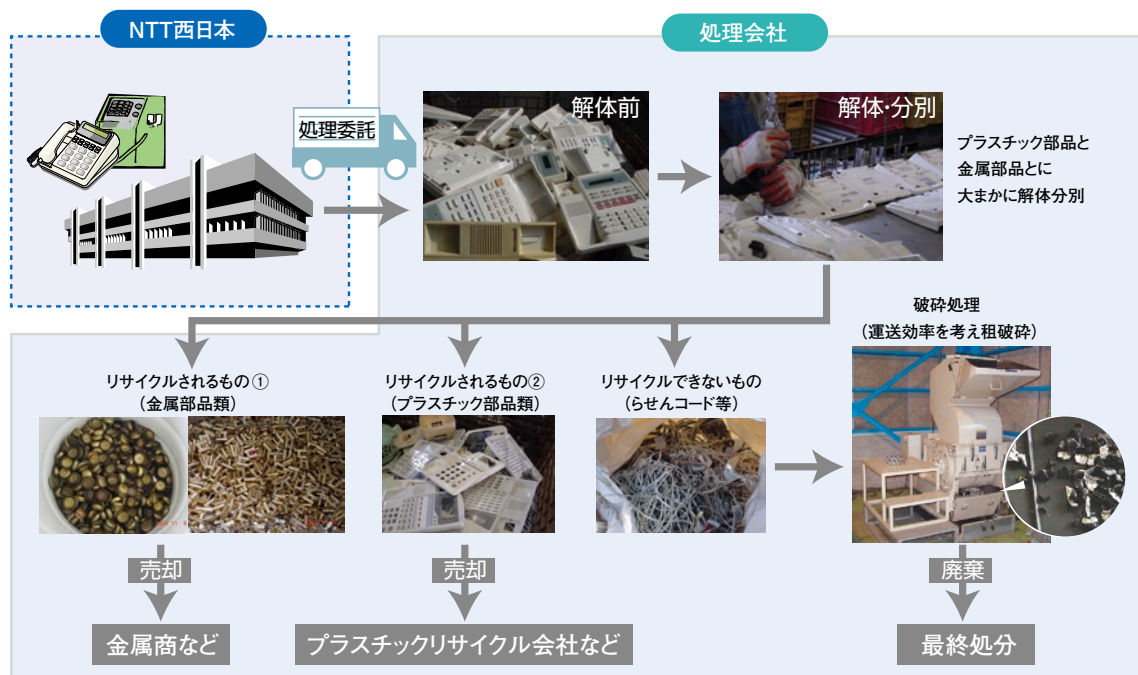 NTT西日本
処理会社
処理委託
解体前
解体・分別
プラスチック部品と
金属部品とに
大まかに解体分別
破砕処理
(運送効率を考え租破砕)
リサイクルされるもの①
(金属部品類)
リサイクルされるもの②
(プラスチック部品類)
リサイクルできないもの
(らせんコード等)
売却
売却
廃棄
金属商など
プラスチックリサイクル会社など
最終処分